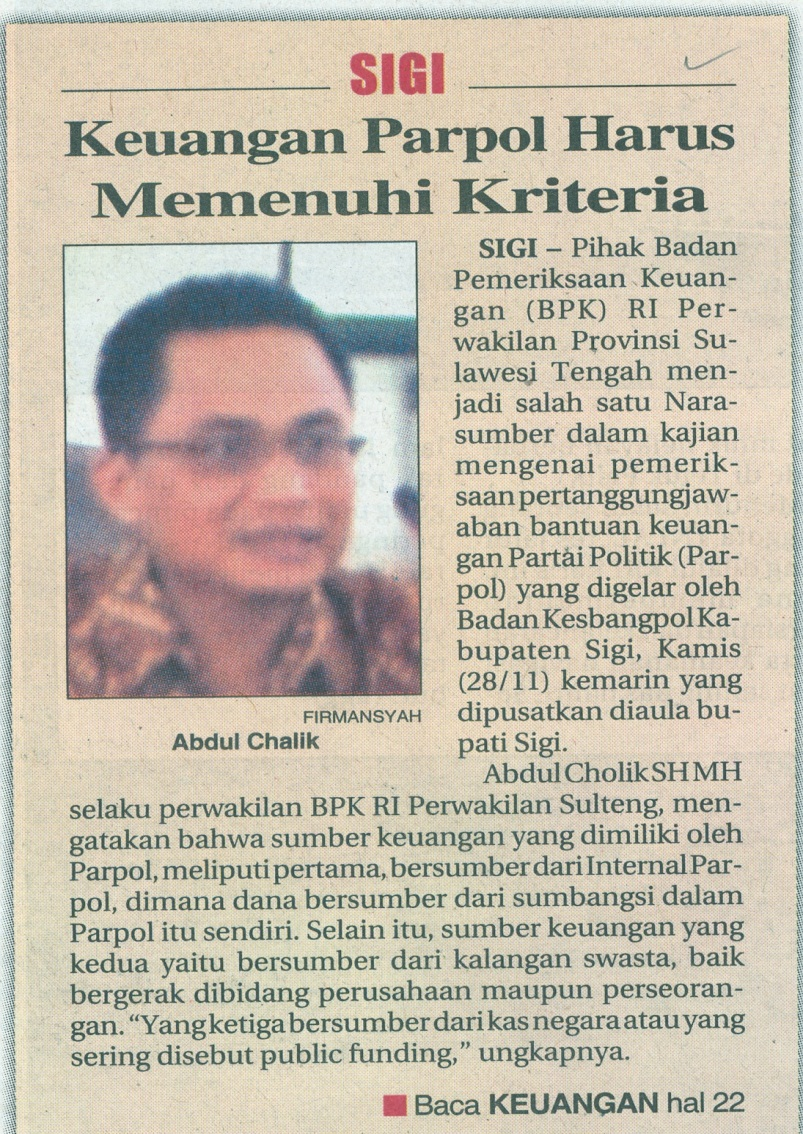 SIGI
Keuangan Parpol Harus
Memenuhi Kriteria
FIRMANSYAH
Abdul Chalik
SIGI – Pihak Badan
Pemeriksaan Keuan-
gan (BPK) RI Per-
wakilan Provinsi Su-
lawesi Tengah men-
jadi salah satu Nara-
sumber dalam kajian
mengenai pemerik-
saan pertanggungjaw-
aban bantuan keuan-
gan Partai Politik (Par-
pol) yang digelar oleh
Badan Kesbangpol Ka-
bupaten Sigi, Kamis
(28/11) kemarin yang
dipusatkan diaula bu-
pati Sigi.
Abdul Cholik SH MH
selaku perwakilan BPK RI Perwakilan Sulteng, men-
gatakan bahwa sumber keuangan yang dimiliki oleh
Parpol, meliputi pertama, bersumber dari Internal Par-
pol, dimana dana bersumber dari sumbangsi dalam
Parpol itu sendiri. Selain itu, sumber keuangan yang
kedua yaitu bersumber dari kalangan swasta, baik
bergerak dibidang perusahaan maupun perseoran-
gan. “Yang ketiga bersumber dari kas negara atau yang
sering disebut public funding,” ungkapnya.
Baca KEUANGAN hal 22